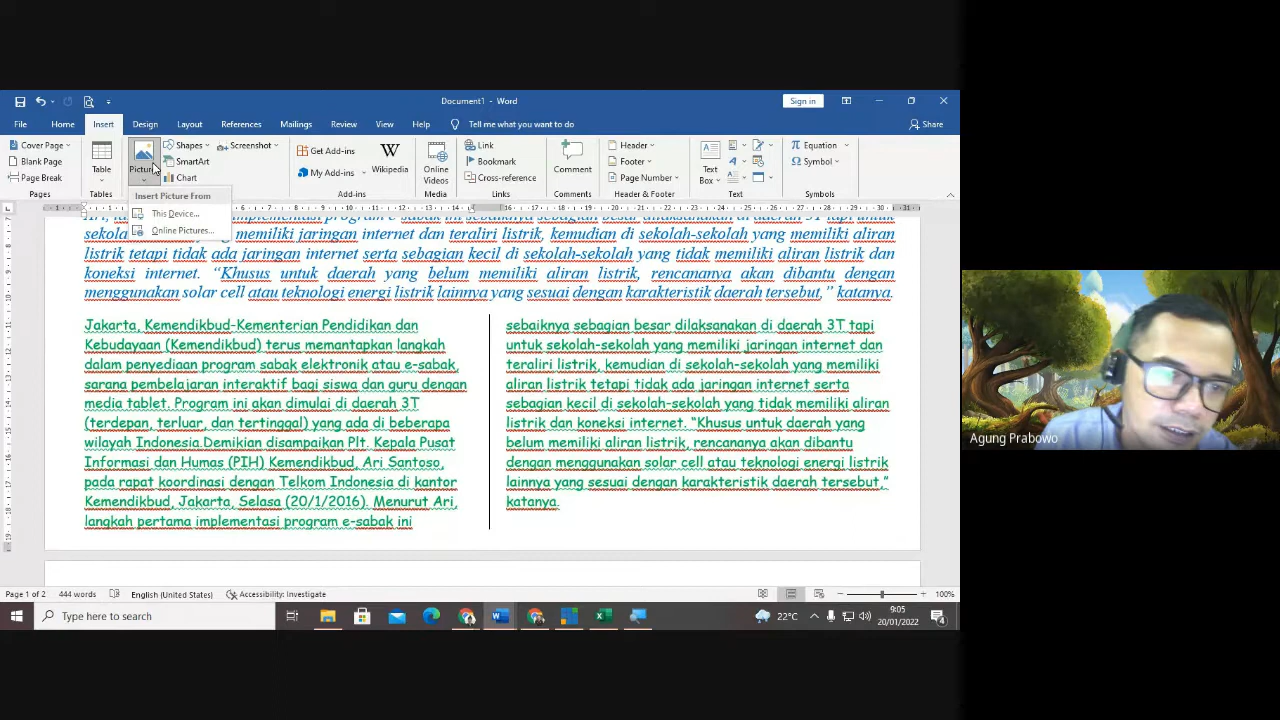 Document1 - Word
Sign in
File Home Insert Design Layout References Mailings Review View Help Tell me what you want to do Share
Cover Page
Blank Page
Page Break
Pages
Table
Tables
Pictures
Shapes
SmartArt
Chart
Screenshot
Get Add-ins
My Add-ins
Wikipedia
Add-ins
Online Videos
Link
Bookmark
Cross-reference
Links
Comment
Comments
Header
Footer
Page Number
Header & Footer
Text Box
Text
Equation
Symbol
Symbols
Insert Picture From
This Device...
Online Pictures...
implementasi program e-sabak ini sebaiknya sebagian besar dilaksanakan di daerah 3T tapi untuk
yang memiliki jaringan internet dan teraliri listrik, kemudian di sekolah-sekolah yang memiliki aliran
listrik tetapi tidak ada jaringan internet serta sebagian kecil di sekolah-sekolah yang tidak memiliki aliran listrik dan
koneksi internet. “Khusus untuk daerah yang belum memiliki aliran listrik, rencananya akan dibantu dengan
menggunakan solar cell atau teknologi energi listrik lainnya yang sesuai dengan karakteristik daerah tersebut,” katanya.
Jakarta, Kemendikbud-Kementerian Pendidikan dan
Kebudayaan (Kemendikbud) terus memantapkan langkah
dalam penyediaan program sabak elektronik atau e-sabak,
sarana pembelajaran interaktif bagi siswa dan guru dengan
media tablet. Program ini akan dimulai di daerah 3T
(terdepan, terluar, dan tertinggal) yang ada di beberapa
wilayah Indonesia.Demikian disampaikan Plt. Kepala Pusat
Informasi dan Humas (PIH) Kemendikbud, Ari Santoso,
pada rapat koordinasi dengan Telkom Indonesia di kantor
Kemendikbud, Jakarta, Selasa (20/1/2016). Menurut Ari,
langkah pertama implementasi program e-sabak ini
sebaiknya sebagian besar dilaksanakan di daerah 3T tapi
untuk sekolah-sekolah yang memiliki jaringan internet dan
teraliri listrik, kemudian di sekolah-sekolah yang memiliki
aliran listrik tetapi tidak ada jaringan internet serta
sebagian kecil di sekolah-sekolah yang tidak memiliki aliran
listrik dan koneksi internet. “Khusus untuk daerah yang
belum memiliki aliran listrik, rencananya akan dibantu
dengan menggunakan solar cell atau teknologi energi listrik
lainnya yang sesuai dengan karakteristik daerah tersebut,”
katanya.
Agung Prabowo
Page 1 of 2 444 words English (United States) Accessibility: Investigate 100%
Type here to search
22°C
9:05
20/01/2022
4